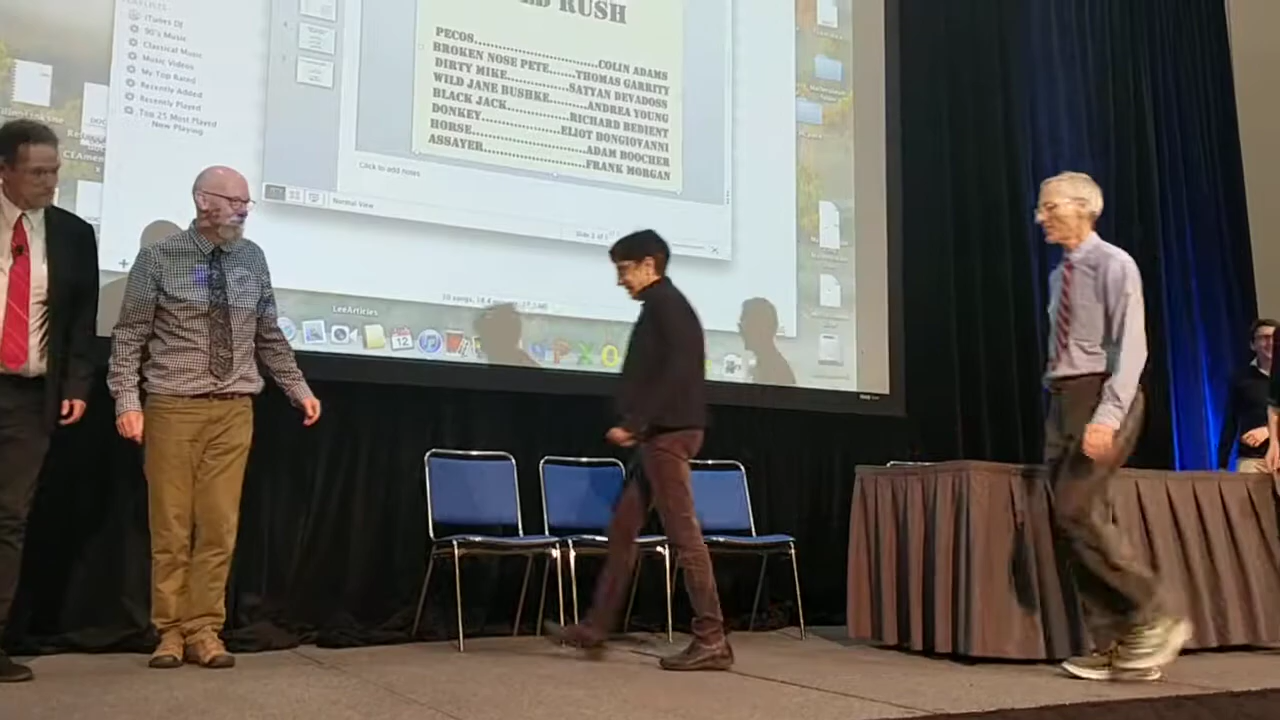 RUSH
PECOS..............................COLIN ADAMS
BROKEN NOSE PETE.......THOMAS GARRITY
DIRTY MIKE...............SATYAN DEVADOSS
WILD JANE BUSHKE.........ANDREA YOUNG
BLACK JACK..............RICHARD BEDIENT
DONKEY....................ELIOT BONGIOVANNI
HORSE..........................ADAM BOOCHER
ASSAYER.......................FRANK MORGAN
Click to add notes
Normal View
iTunes DJ
90's Music
Classical Music
Music Videos
My Top Rated
Recently Added
Recently Played
Top 25 Most Played
Now Playing
LeeArticles
12